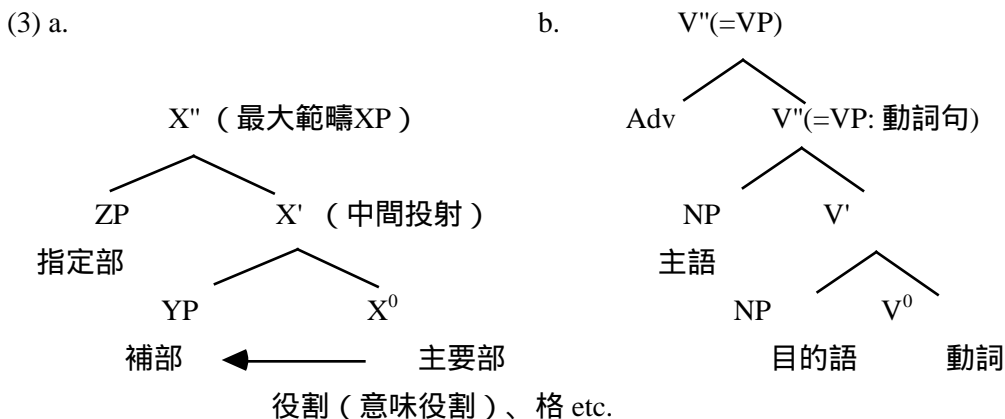 (3) a. b. V"(=VP)
X" （最大範疇XP） Adv V"(=VP: 動詞句)
ZP X' （中間投射） NP V'
指定部 主語
YP X⁰ NP V⁰
補部 主要部 目的語 動詞
役割（意味役割）、格 etc.